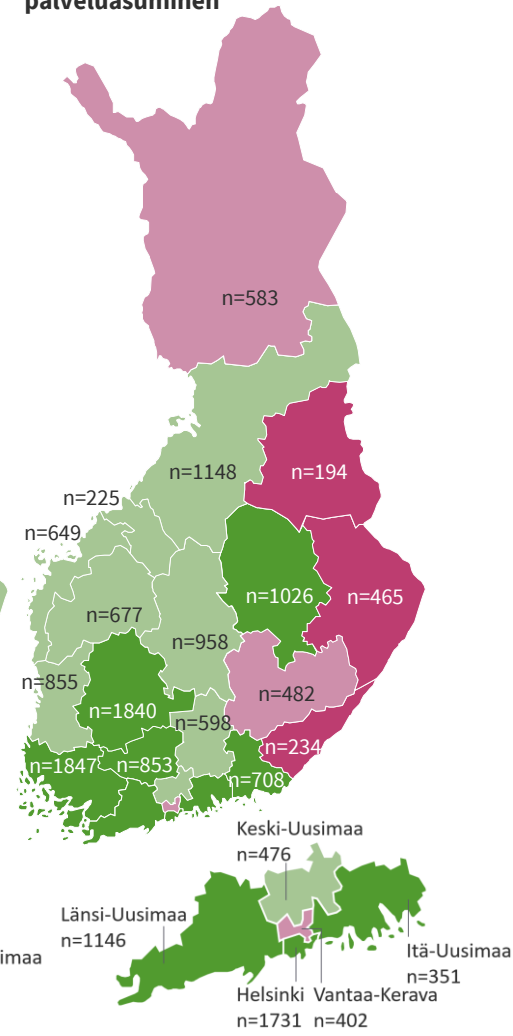 palveluasuminen
n=583
n=1148
n=194
n=225
n=649
n=1026
n=465
n=677
n=958
n=855
n=482
n=1840
n=598
n=234
n=1847
n=853
n=708
Keski-Uusimaa
n=476
Länsi-Uusimaa
n=1146
Itä-Uusimaa
n=351
imaa
Helsinki
n=1731
Vantaa-Kerava
n=402